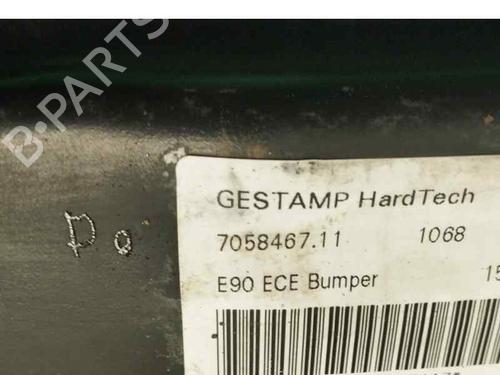 B-PARTS
Do
GESTAMP HardTech
7058467.11 1068
E90 ECE Bumper 15